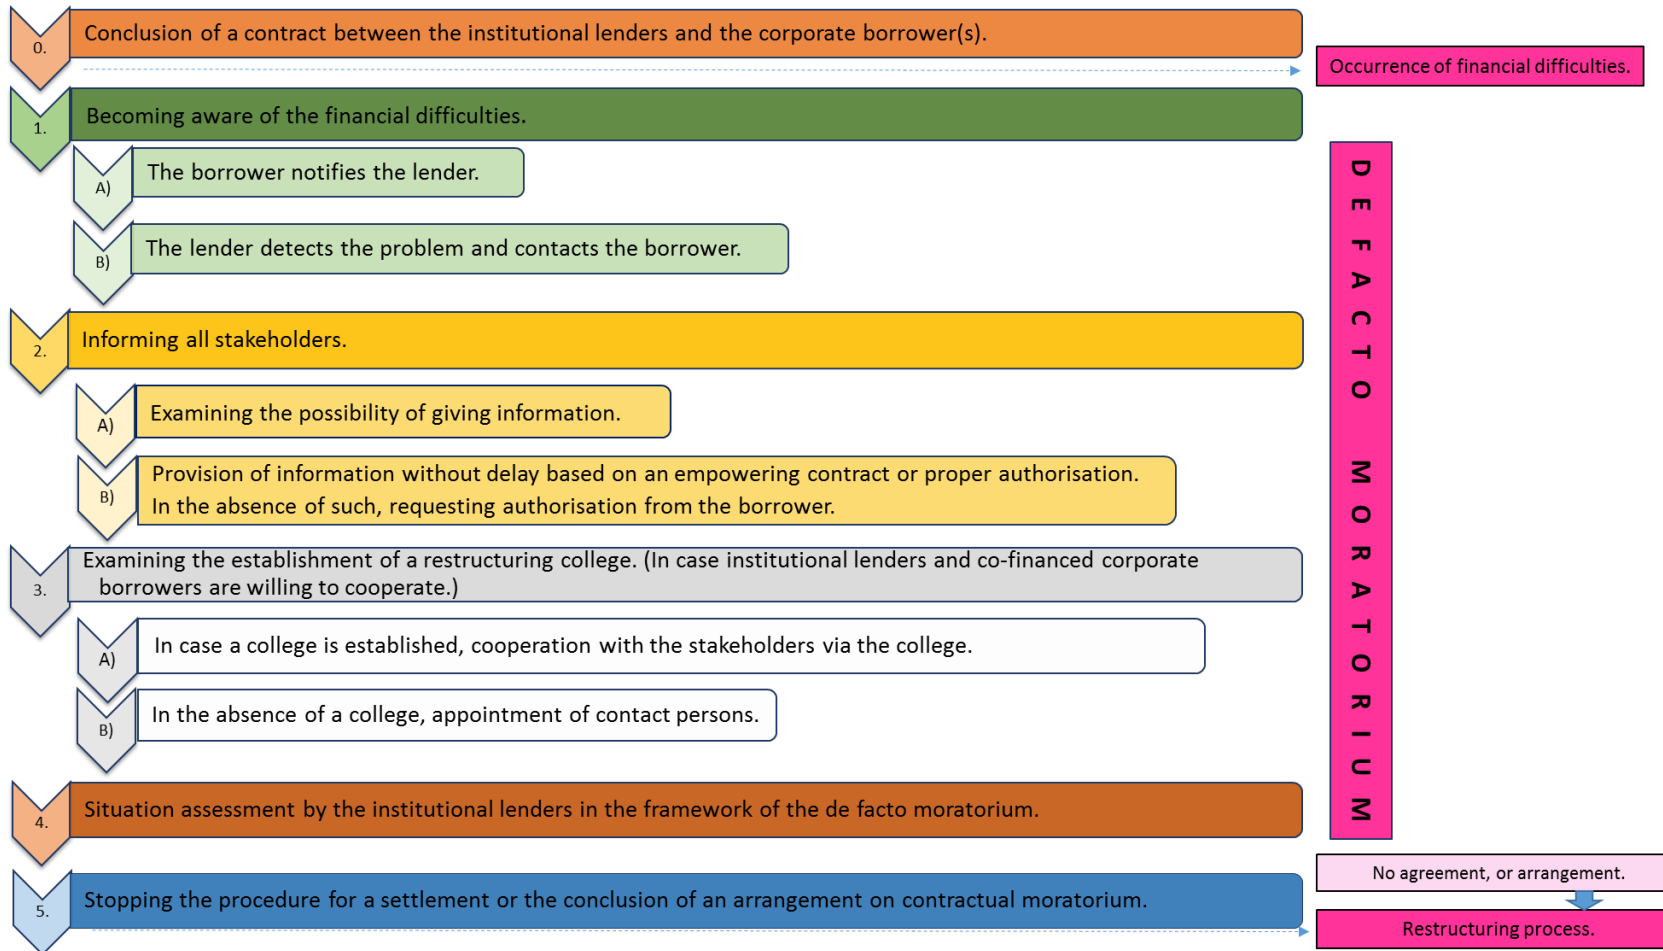 0.
Conclusion of a contract between the institutional lenders and the corporate borrower(s).
Occurrence of financial difficulties.
1.
Becoming aware of the financial difficulties.
A)
The borrower notifies the lender.
B)
The lender detects the problem and contacts the borrower.
2.
Informing all stakeholders.
A)
Examining the possibility of giving information.
B)
Provision of information without delay based on an empowering contract or proper authorisation.
In the absence of such, requesting authorisation from the borrower.
3.
Examining the establishment of a restructuring college. (In case institutional lenders and co-financed corporate
borrowers are willing to cooperate.)
A)
In case a college is established, cooperation with the stakeholders via the college.
B)
In the absence of a college, appointment of contact persons.
4.
Situation assessment by the institutional lenders in the framework of the de facto moratorium.
DEFACTO MORATORIUM
5.
Stopping the procedure for a settlement or the conclusion of an arrangement on contractual moratorium.
No agreement, or arrangement.
Restructuring process.